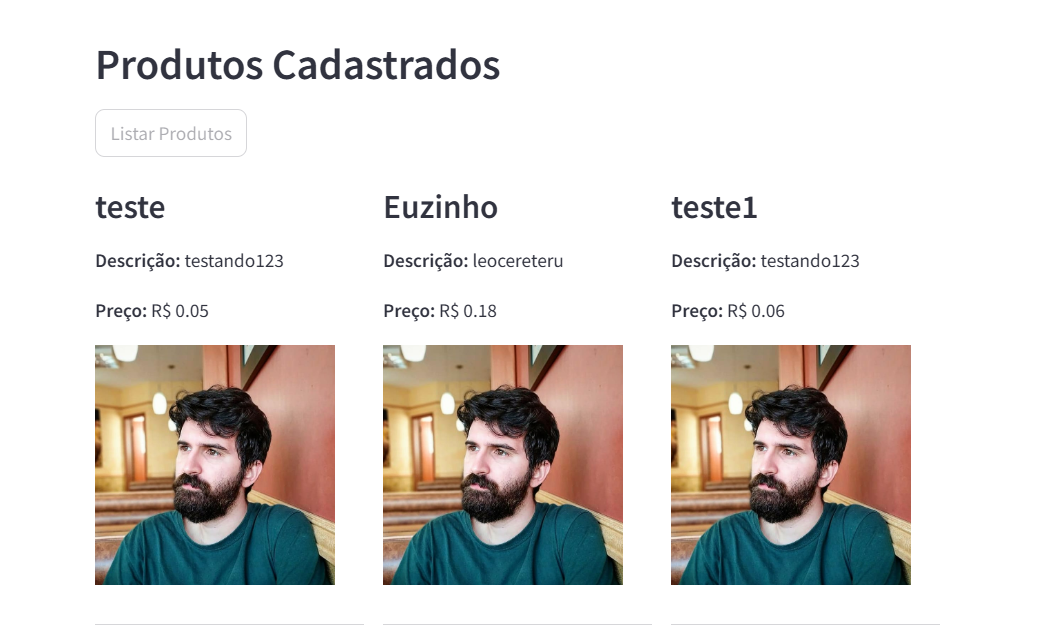 Produtos Cadastrados
Listar Produtos
teste
Descrição: testando123
Preço: R$ 0.05
Euzinho
Descrição: leocereteru
Preço: R$ 0.18
teste1
Descrição: testando123
Preço: R$ 0.06